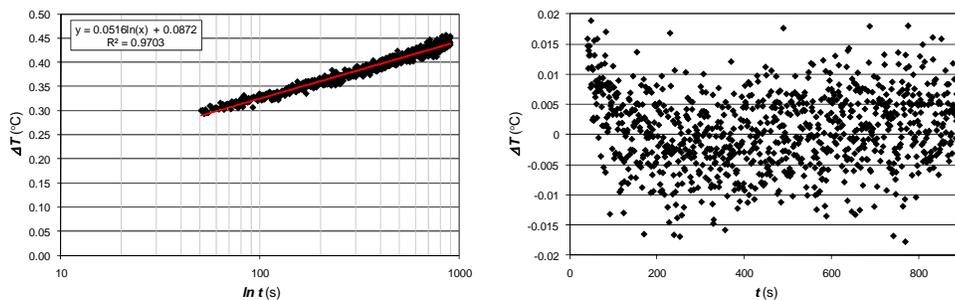 0.50
0.45
0.40
0.35
0.30
0.25
0.20
0.15
0.10
0.05
0.00
y = 0.0516ln(x) + 0.0872
R² = 0.9703
ΔT (°C)
10 100 1000
ln t (s)
0.02
0.015
0.01
0.005
0
-0.005
-0.01
-0.015
-0.02
ΔT (°C)
0 200 400 600 800
t (s)